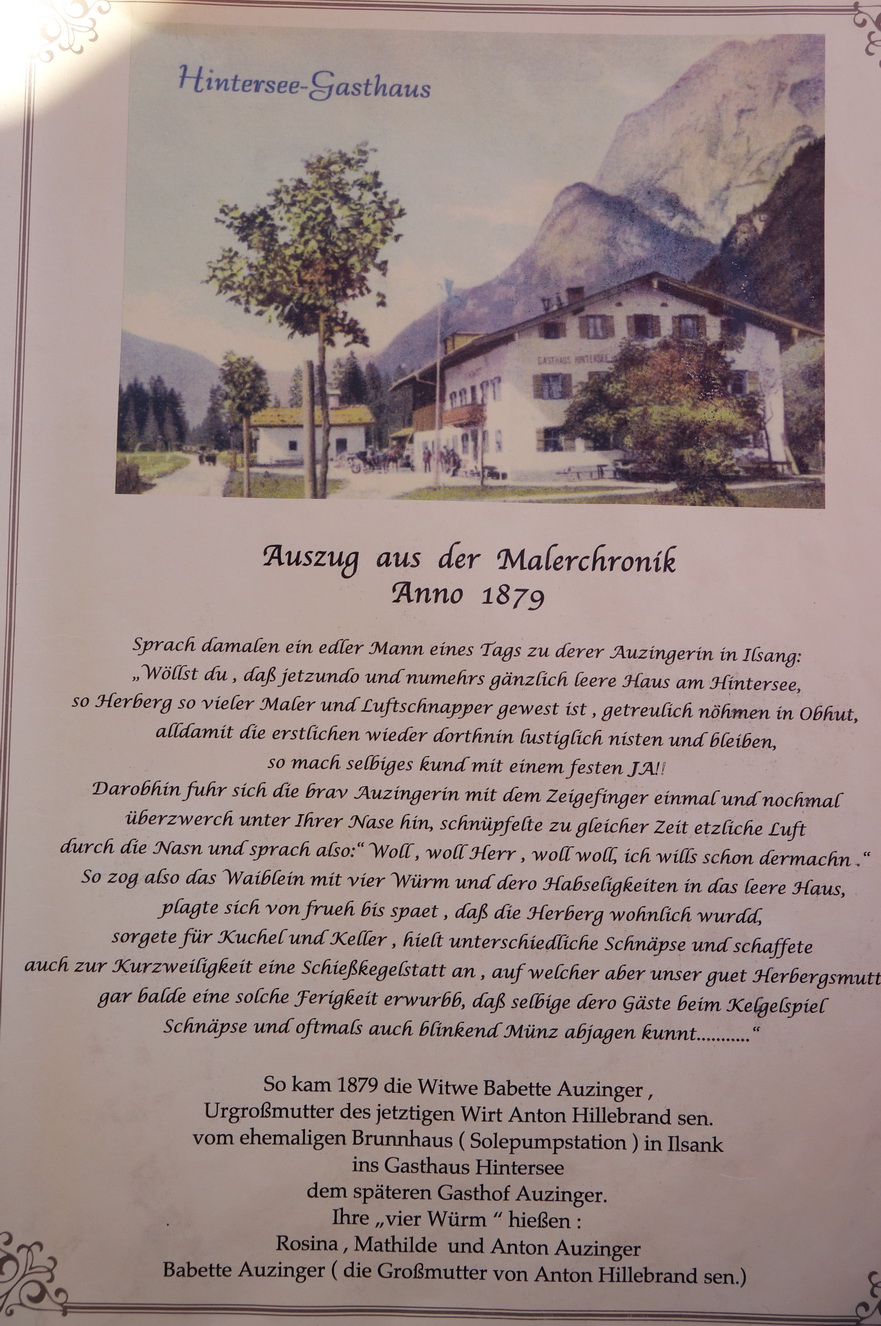 Hintersee-Gasthaus
GASTHAUS HINTERSEE
Auszug aus der Malerchronik
Anno 1879
Sprach damalen ein edler Mann eines Tags zu derer Auzingerin in Ilsang:
„Wöllst du , daß jetzundo und numehrs gänzlich leere Haus am Hintersee,
so Herberg so vieler Maler und Luftschnapper gewest ist , getreulich nöhmen in Obhut,
alldamit die erstlichen wieder dorthnin lustiglich nisten und bleiben,
so mach selbiges kund mit einem festen JA!!
Darobhin fuhr sich die brav Auzingerin mit dem Zeigefinger einmal und nochmal
überzwerch unter Ihrer Nase hin, schnüpfelte zu gleicher Zeit etzliche Luft
durch die Nasn und sprach also:“ Woll , woll Herr , woll woll, ich wills schon dermachn .“
So zog also das Waiblein mit vier Würm und dero Habseligkeiten in das leere Haus,
plagte sich von frueh bis spaet , daß die Herberg wohnlich wurdd,
sorgete für Kuchel und Keller , hielt unterschiedliche Schnäpse und schaffete
auch zur Kurzweiligkeit eine Schießkegelstatt an , auf welcher aber unser guet Herbergsmutt
gar balde eine solche Ferigkeit erwurbb, daß selbige dero Gäste beim Kelgelspiel
Schnäpse und oftmals auch blinkend Münz abjagen kunnt...........“
So kam 1879 die Witwe Babette Auzinger ,
Urgroßmutter des jetztigen Wirt Anton Hillebrand sen.
vom ehemaligen Brunnhaus ( Solepumpstation ) in Ilsank
ins Gasthaus Hintersee
dem späteren Gasthof Auzinger.
Ihre „vier Würm “ hießen :
Rosina , Mathilde und Anton Auzinger
Babette Auzinger ( die Großmutter von Anton Hillebrand sen.)